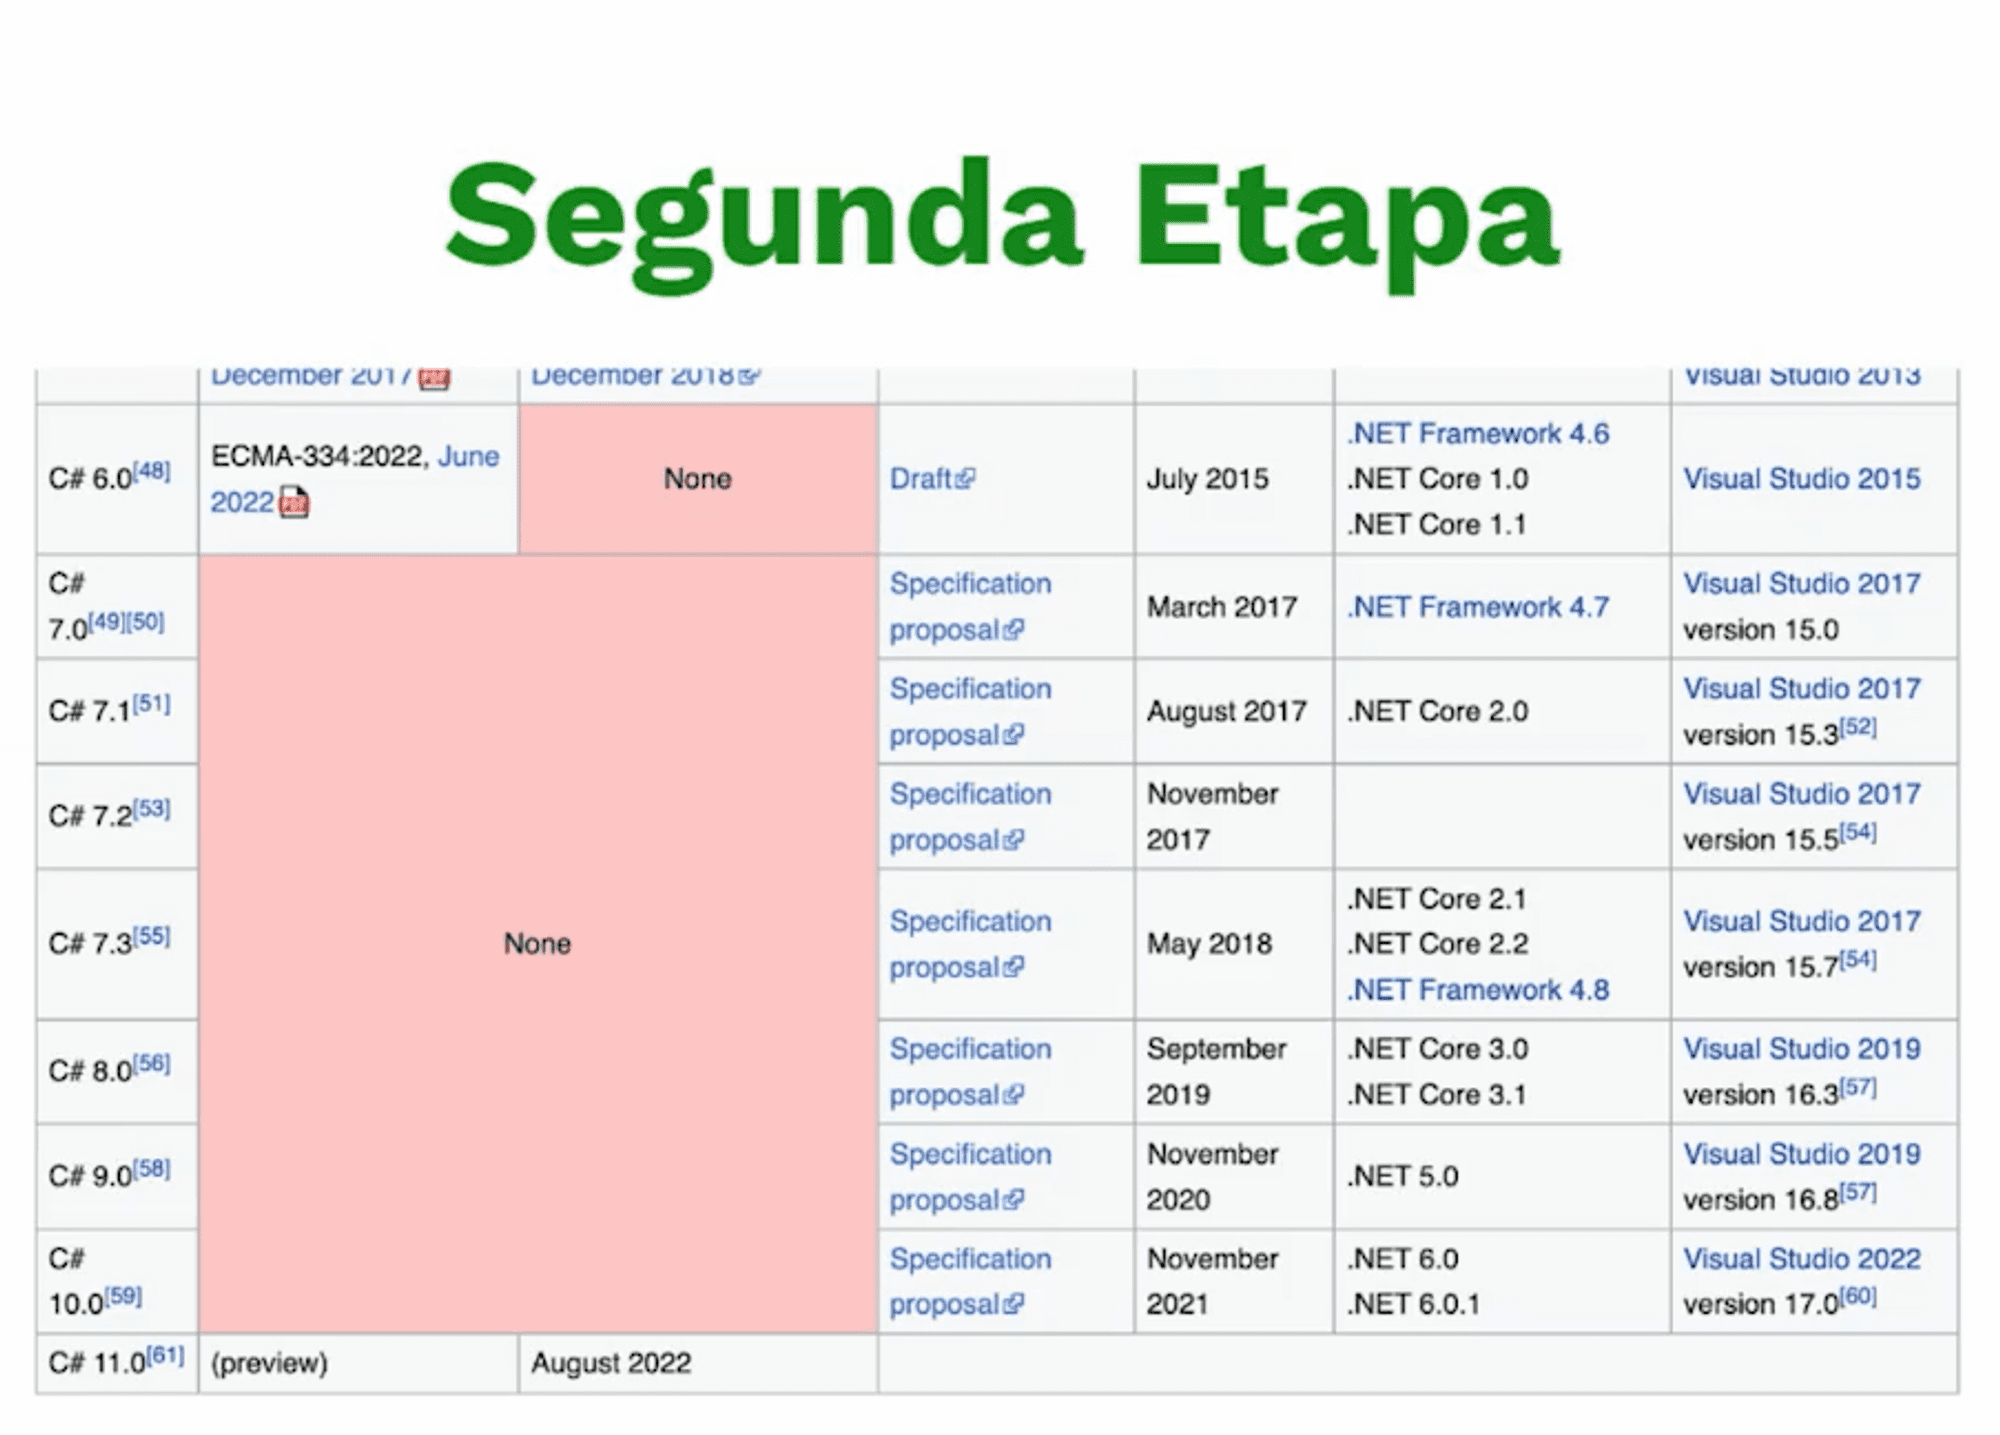 Segunda Etapa
December 2017 December 2018 Visual Studio 2013
C# 6.0[48] ECMA-334:2022, June 2022 None Draft July 2015 .NET Framework 4.6 .NET Core 1.0 .NET Core 1.1 Visual Studio 2015
C# 7.0[49][50] None Specification proposal March 2017 .NET Framework 4.7 Visual Studio 2017 version 15.0
C# 7.1[51] Specification proposal August 2017 .NET Core 2.0 Visual Studio 2017 version 15.3[52]
C# 7.2[53] Specification proposal November 2017 Visual Studio 2017 version 15.5[54]
C# 7.3[55] Specification proposal May 2018 .NET Core 2.1 .NET Core 2.2 .NET Framework 4.8 Visual Studio 2017 version 15.7[54]
C# 8.0[56] Specification proposal September 2019 .NET Core 3.0 .NET Core 3.1 Visual Studio 2019 version 16.3[57]
C# 9.0[58] Specification proposal November 2020 .NET 5.0 Visual Studio 2019 version 16.8[57]
C# 10.0[59] Specification proposal November 2021 .NET 6.0 .NET 6.0.1 Visual Studio 2022 version 17.0[60]
C# 11.0[61] (preview) August 2022